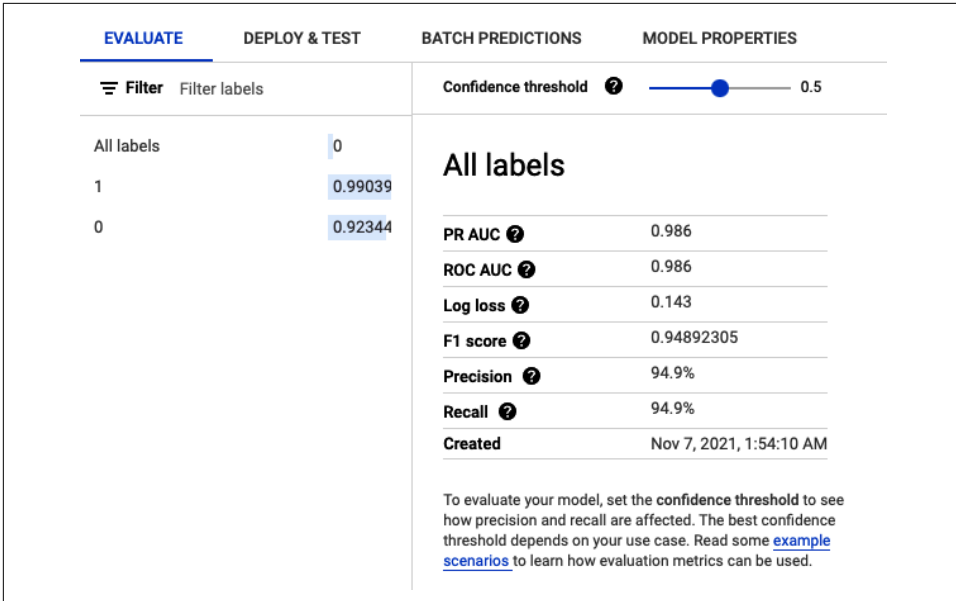 EVALUATE DEPLOY & TEST BATCH PREDICTIONS MODEL PROPERTIES
Filter Filter labels
Confidence threshold ? 0.5
All labels 0
1 0.99039
0 0.92344
All labels
PR AUC ? 0.986
ROC AUC ? 0.986
Log loss ? 0.143
F1 score ? 0.94892305
Precision ? 94.9%
Recall ? 94.9%
Created Nov 7, 2021, 1:54:10 AM
To evaluate your model, set the confidence threshold to see
how precision and recall are affected. The best confidence
threshold depends on your use case. Read some example
scenarios to learn how evaluation metrics can be used.